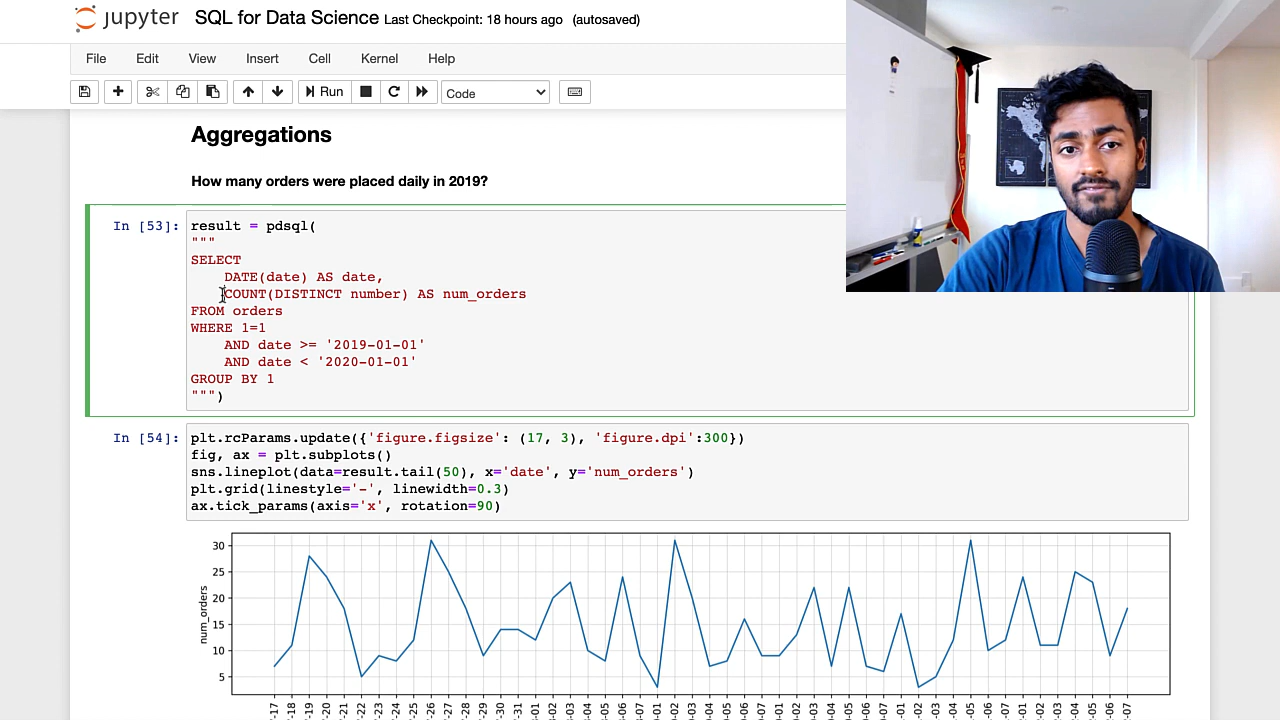 jupyter SQL for Data Science Last Checkpoint: 18 hours ago (autosaved)
File Edit View Insert Cell Kernel Help
Run Code
Aggregations
How many orders were placed daily in 2019?
In [53]: result = pdsql(
"""
SELECT
DATE(date) AS date,
COUNT(DISTINCT number) AS num_orders
FROM orders
WHERE 1=1
AND date >= '2019-01-01'
AND date < '2020-01-01'
GROUP BY 1
""")
In [54]: plt.rcParams.update({'figure.figsize': (17, 3), 'figure.dpi':300})
fig, ax = plt.subplots()
sns.lineplot(data=result.tail(50), x='date', y='num_orders')
plt.grid(linestyle='-', linewidth=0.3)
ax.tick_params(axis='x', rotation=90)
30
25
20
15
10
5
num_orders